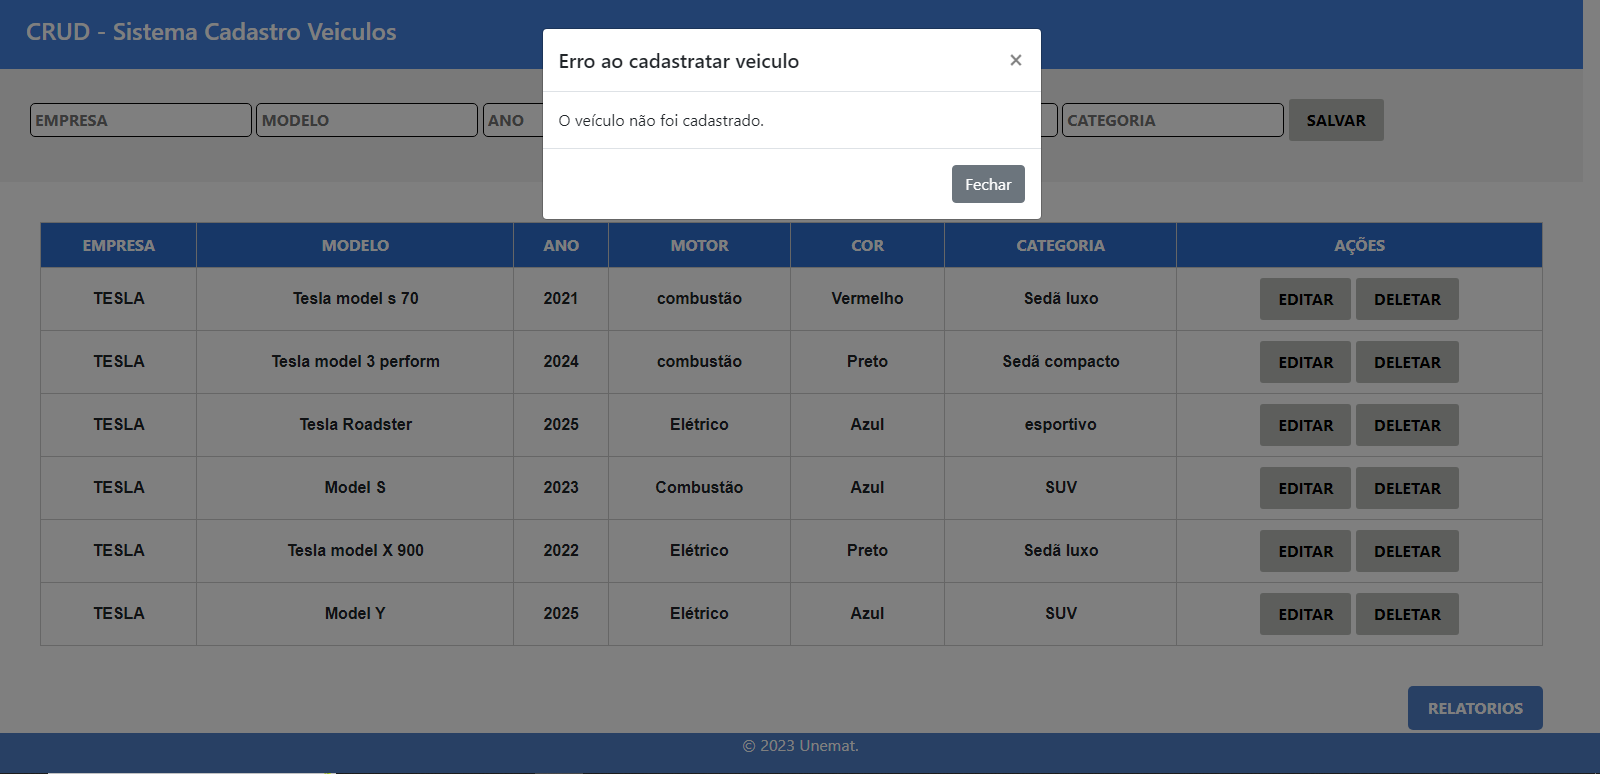 CRUD - Sistema Cadastro Veiculos
Erro ao cadastratar veiculo ×
O veículo não foi cadastrado.
Fechar
EMPRESA MODELO ANO CATEGORIA SALVAR
EMPRESA MODELO ANO MOTOR COR CATEGORIA AÇÕES
TESLA Tesla model s 70 2021 combustão Vermelho Sedã luxo EDITAR DELETAR
TESLA Tesla model 3 perform 2024 combustão Preto Sedã compacto EDITAR DELETAR
TESLA Tesla Roadster 2025 Elétrico Azul esportivo EDITAR DELETAR
TESLA Model S 2023 Combustão Azul SUV EDITAR DELETAR
TESLA Tesla model X 900 2022 Elétrico Preto Sedã luxo EDITAR DELETAR
TESLA Model Y 2025 Elétrico Azul SUV EDITAR DELETAR
RELATORIOS
© 2023 Unemat.